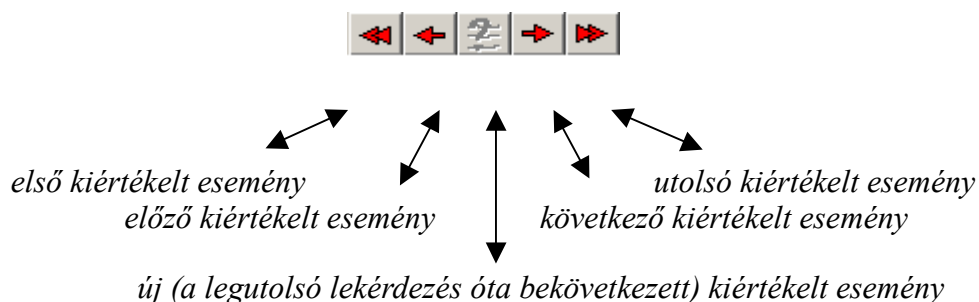 első kiértékelt esemény
utolsó kiértékelt esemény
előző kiértékelt esemény
következő kiértékelt esemény
új (a legutolsó lekérdezés óta bekövetkezett) kiértékelt esemény